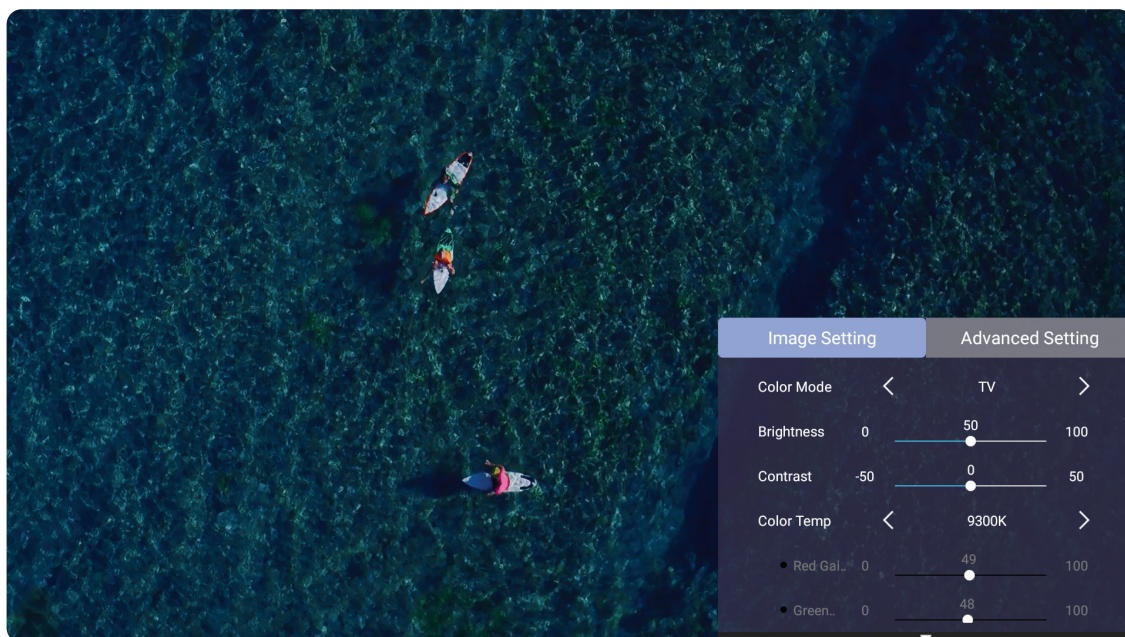 Image Setting Advanced Setting
Color Mode TV
50
Brightness 0 100
0
Contrast -50 50
Color Temp 9300K
49
Red Gai.. 0 100
48
Green.. 0 100